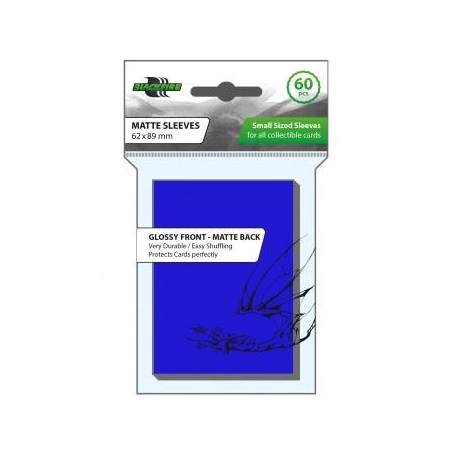 BLACKFIRE
60
pcs
MATTE SLEEVES
62 x 89 mm
Small Sized Sleeves
for all collectible cards
GLOSSY FRONT - MATTE BACK
Very Durable / Easy Shuffling
Protects Cards perfectly